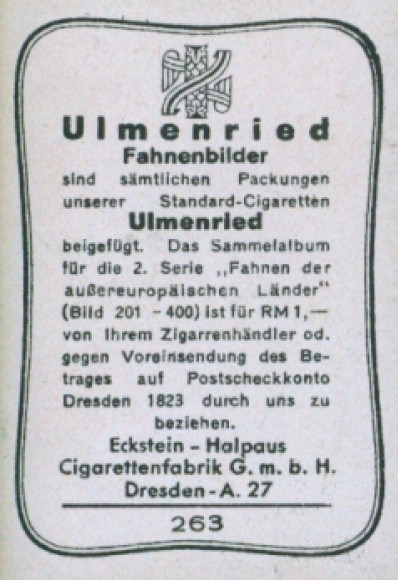 Ulmenried
Fahnenbilder
sind sämtlichen Packungen
unserer Standard-Cigaretten
Ulmenried
beigefügt. Das Sammelalbum
für die 2. Serie „Fahnen der
außereuropäischen Länder"
(Bild 201 - 400) ist für RM 1,—
von Ihrem Zigarrenhändler od.
gegen Voreinsendung des Be-
trages auf Postscheckkonto
Dresden 1823 durch uns zu
beziehen.
Eckstein - Halpaus
Cigarettenfabrik G. m. b. H.
Dresden-A. 27
263